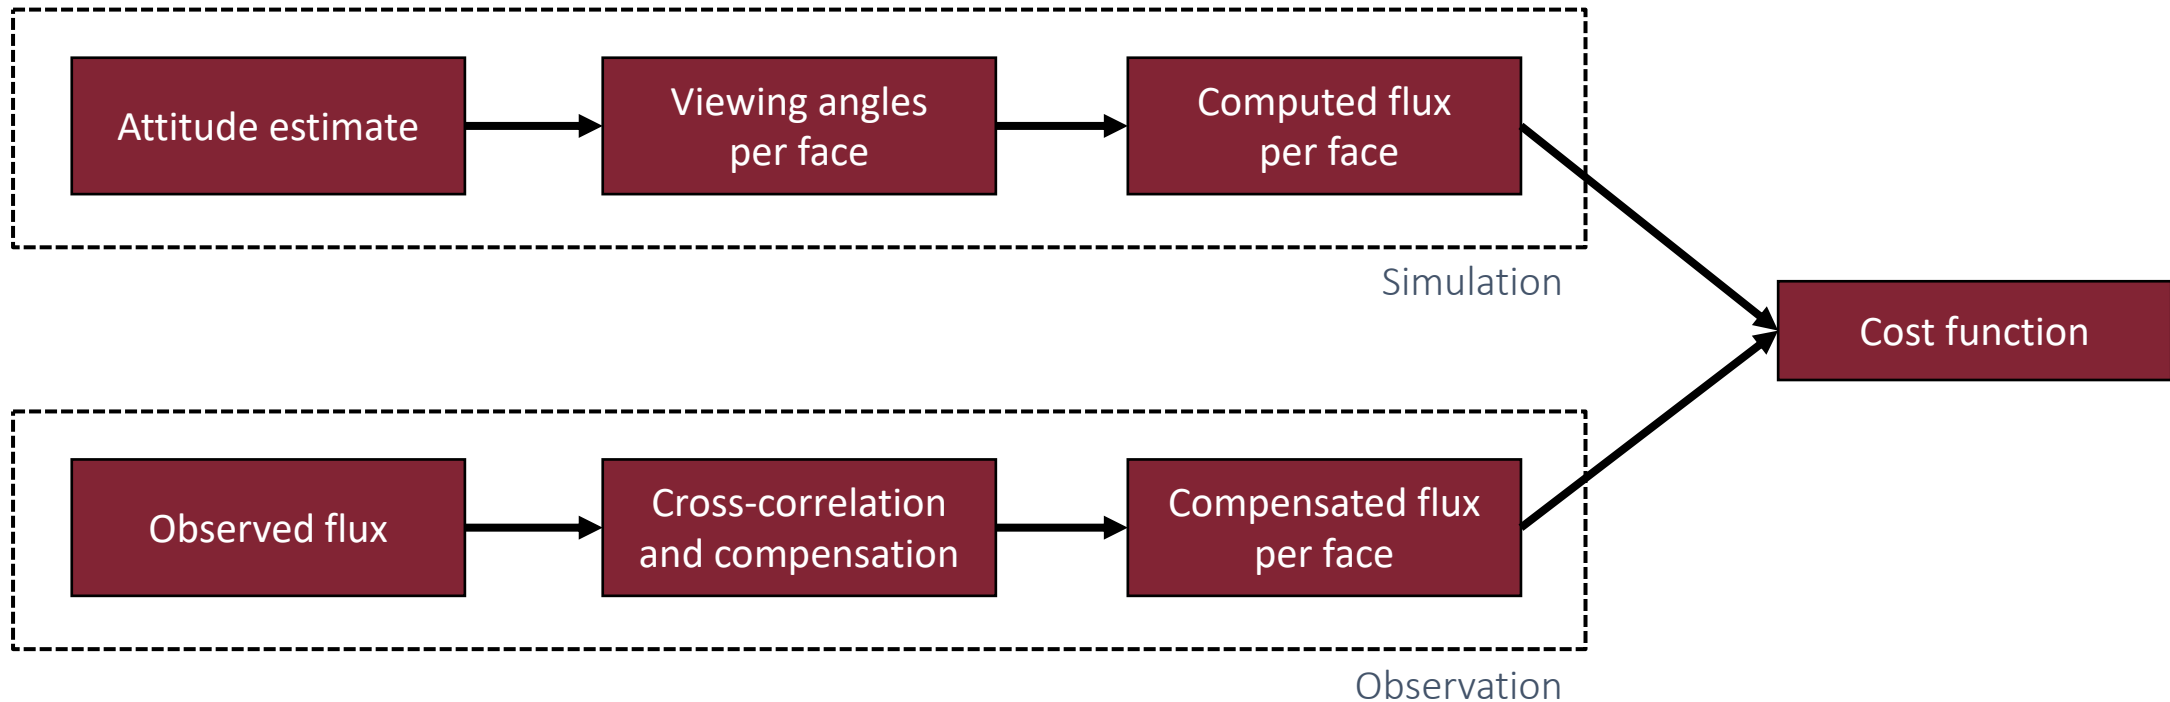 Attitude estimate
Viewing angles
per face
Computed flux
per face
Simulation
Cost function
Observed flux
Cross-correlation
and compensation
Compensated flux
per face
Observation